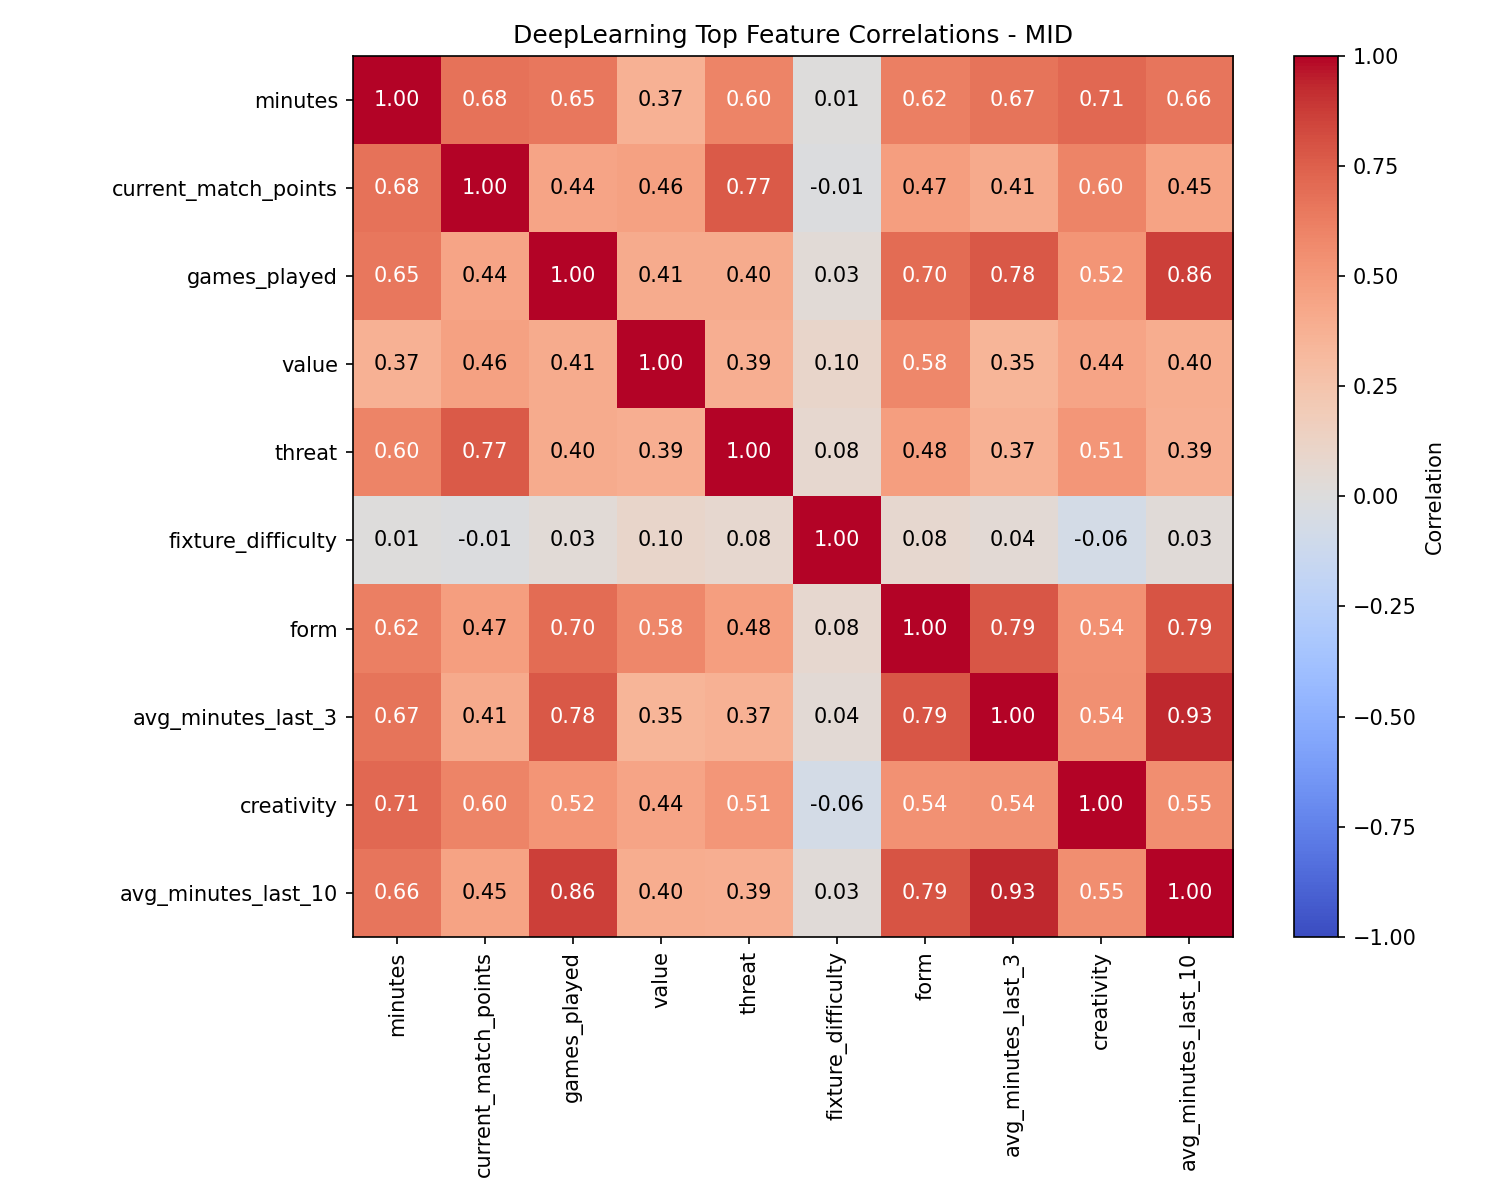 DeepLearning Top Feature Correlations - MID
minutes 1.00 0.68 0.65 0.37 0.60 0.01 0.62 0.67 0.71 0.66
current_match_points 0.68 1.00 0.44 0.46 0.77 -0.01 0.47 0.41 0.60 0.45
games_played 0.65 0.44 1.00 0.41 0.40 0.03 0.70 0.78 0.52 0.86
value 0.37 0.46 0.41 1.00 0.39 0.10 0.58 0.35 0.44 0.40
threat 0.60 0.77 0.40 0.39 1.00 0.08 0.48 0.37 0.51 0.39
fixture_difficulty 0.01 -0.01 0.03 0.10 0.08 1.00 0.08 0.04 -0.06 0.03
form 0.62 0.47 0.70 0.58 0.48 0.08 1.00 0.79 0.54 0.79
avg_minutes_last_3 0.67 0.41 0.78 0.35 0.37 0.04 0.79 1.00 0.54 0.93
creativity 0.71 0.60 0.52 0.44 0.51 -0.06 0.54 0.54 1.00 0.55
avg_minutes_last_10 0.66 0.45 0.86 0.40 0.39 0.03 0.79 0.93 0.55 1.00
minutes
current_match_points
games_played
value
threat
fixture_difficulty
form
avg_minutes_last_3
creativity
avg_minutes_last_10
1.00
0.75
0.50
0.25
0.00
−0.25
−0.50
−0.75
−1.00
Correlation